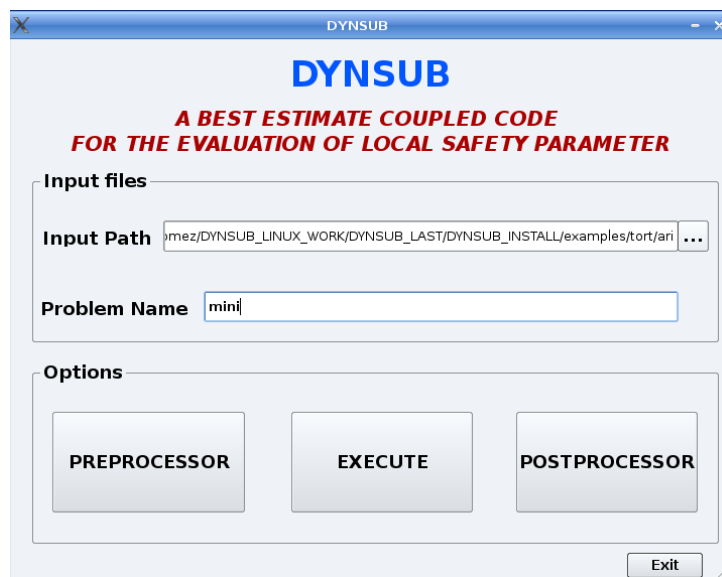 DYNSUB
DYNSUB
A BEST ESTIMATE COUPLED CODE
FOR THE EVALUATION OF LOCAL SAFETY PARAMETER
Input files
Input Path omez/DYNSUB_LINUX_WORK/DYNSUB_LAST/DYNSUB_INSTALL/examples/tort/ari ...
Problem Name mini
Options
PREPROCESSOR EXECUTE POSTPROCESSOR
Exit